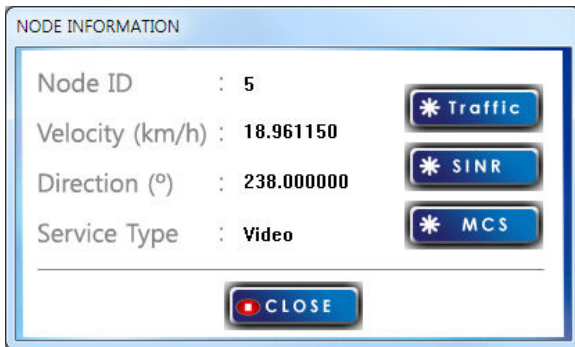 NODE INFORMATION
Node ID : 5
Velocity (km/h) : 18.961150
Direction (º) : 238.000000
Service Type : Video
Traffic
SINR
MCS
CLOSE